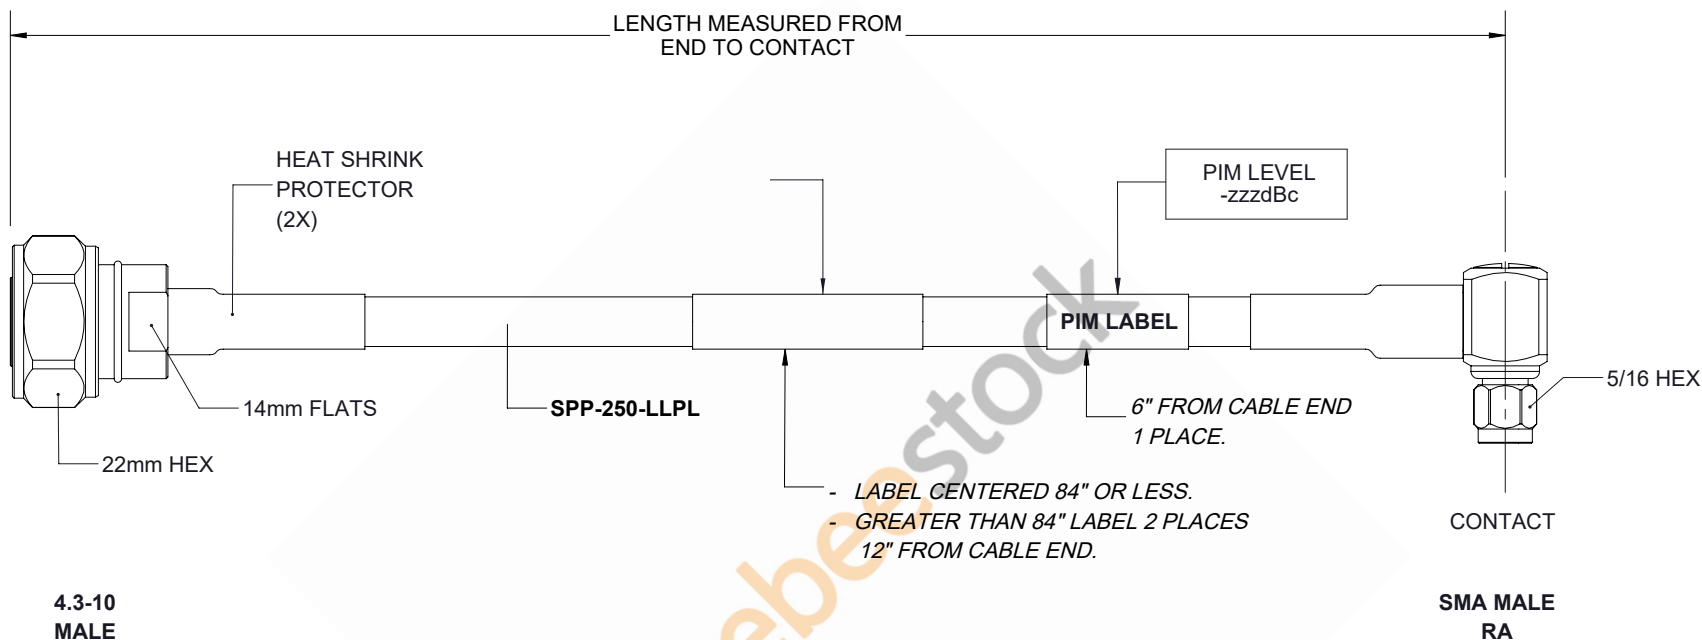 LENGTH MEASURED FROM
END TO CONTACT
HEAT SHRINK
PROTECTOR
(2X)
PIM LEVEL
-zzzdBc
PIM LABEL
5/16 HEX
14mm FLATS
SPP-250-LLPL
6" FROM CABLE END
1 PLACE.
22mm HEX
- LABEL CENTERED 84" OR LESS.
- GREATER THAN 84" LABEL 2 PLACES
12" FROM CABLE END.
CONTACT
4.3-10
MALE
SMA MALE
RA
ebeestock